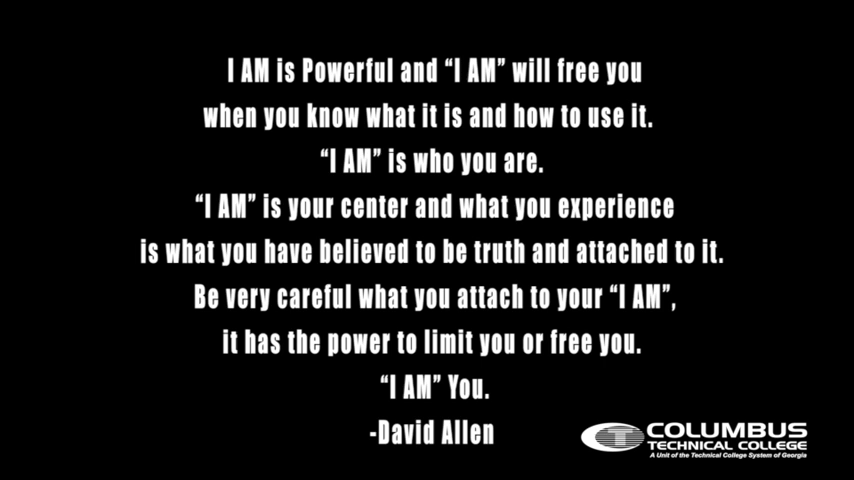 I AM is Powerful and “I AM” will free you
when you know what it is and how to use it.
“I AM” is who you are.
“I AM” is your center and what you experience
is what you have believed to be truth and attached to it.
Be very careful what you attach to your “I AM”,
it has the power to limit you or free you.
“I AM” You.
-David Allen
COLUMBUS
TECHNICAL COLLEGE
A Unit of the Technical College System of Georgia